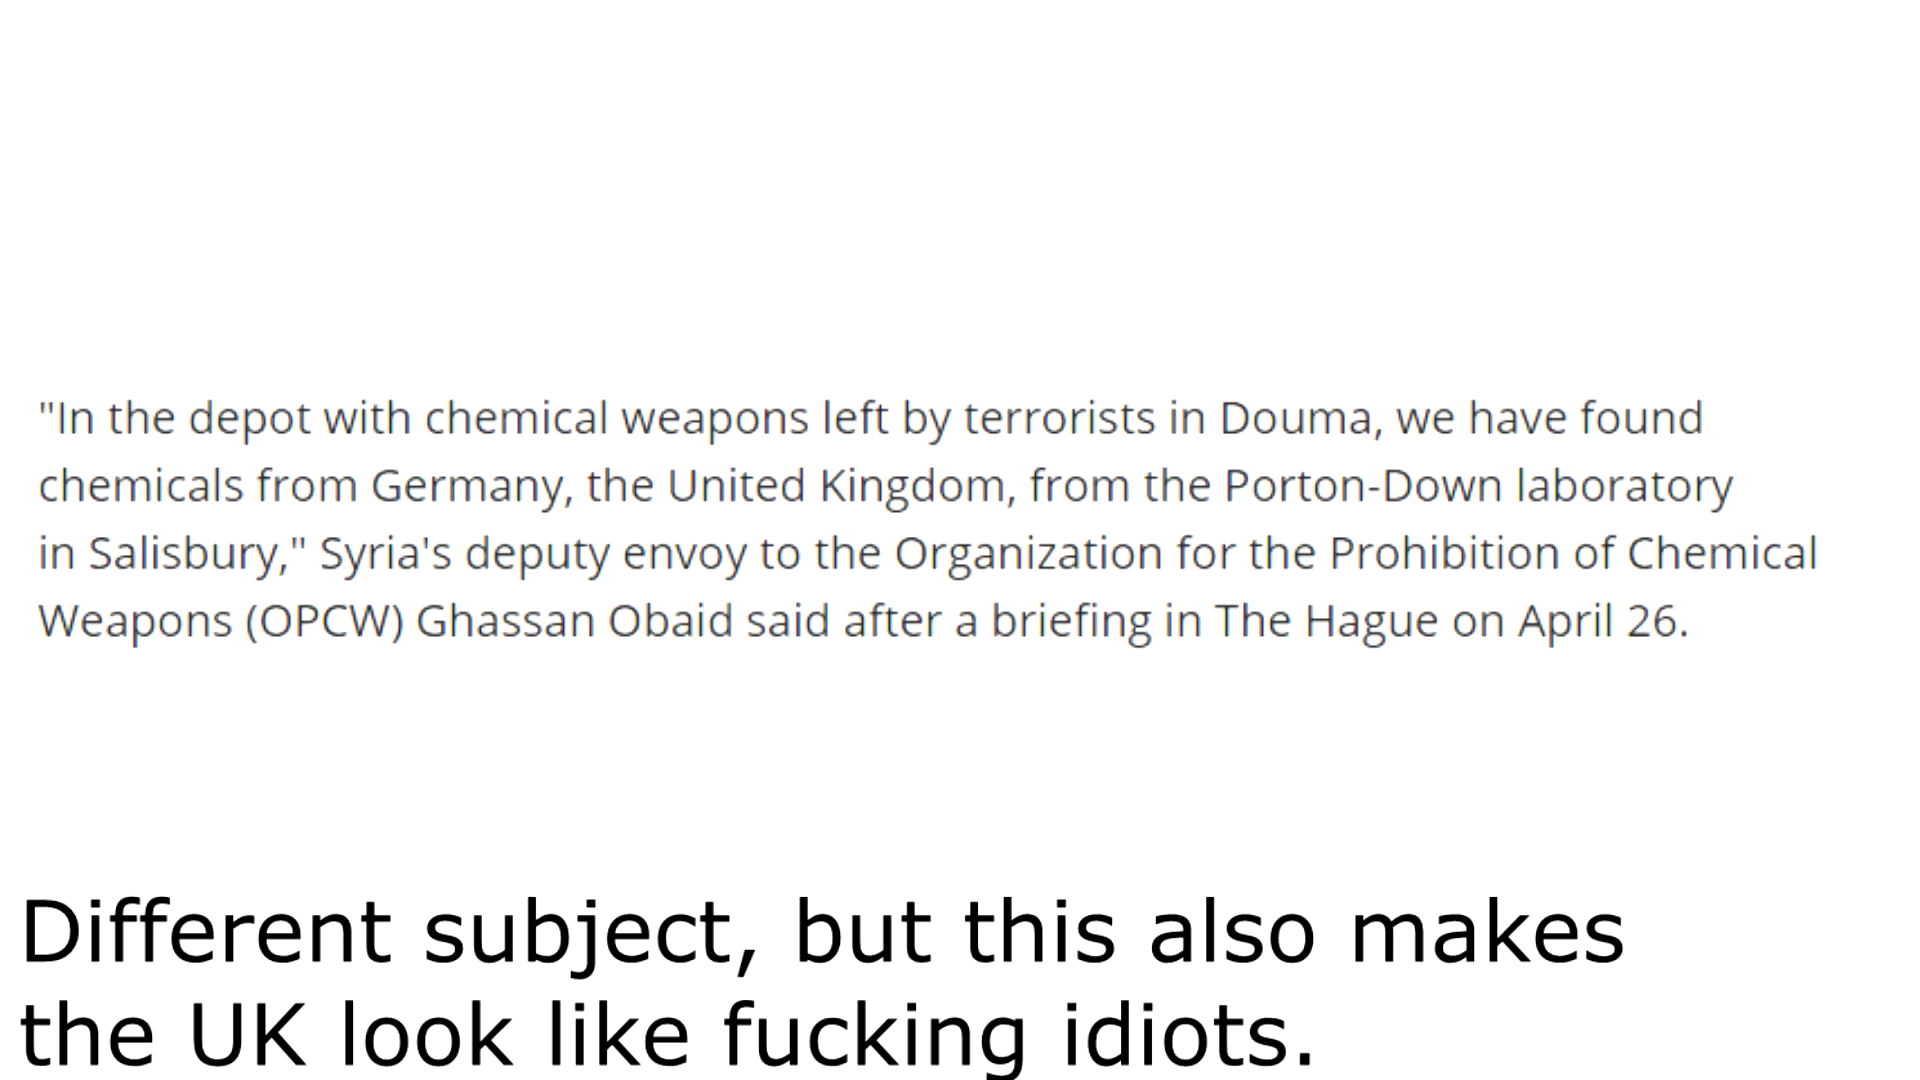 "In the depot with chemical weapons left by terrorists in Douma, we have found
chemicals from Germany, the United Kingdom, from the Porton-Down laboratory
in Salisbury," Syria's deputy envoy to the Organization for the Prohibition of Chemical
Weapons (OPCW) Ghassan Obaid said after a briefing in The Hague on April 26.
Different subject, but this also makes
the UK look like fucking idiots.